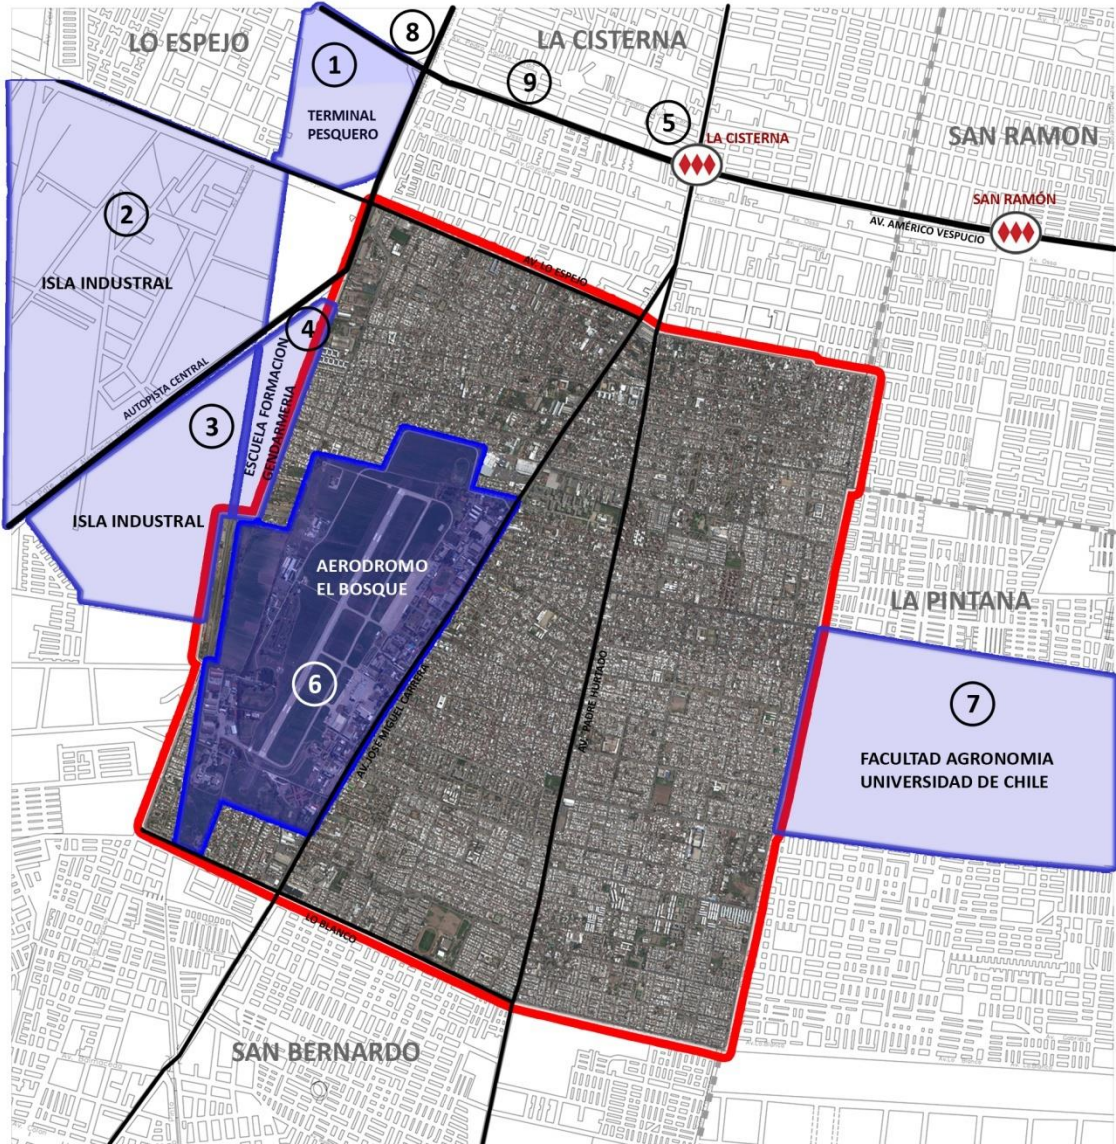 LO ESPEJO
8
LA CISTERNA
1
9
TERMINAL
PESQUERO
5
LA CISTERNA
SAN RAMON
2
SAN RAMÓN
AV. AMÉRICO VESPUCIO
ISLA INDUSTRAL
AV. LO ESPEJO
4
AUTOPISTA CENTRAL
ESCUELA FORMACION
GENDARMERIA
3
ISLA INDUSTRAL
AERODROMO
EL BOSQUE
LA PINTANA
6
AV. JOSE MIGUEL CARRERA
AV. PADRE HURTADO
7
FACULTAD AGRONOMIA
UNIVERSIDAD DE CHILE
LO BLANCO
SAN BERNARDO